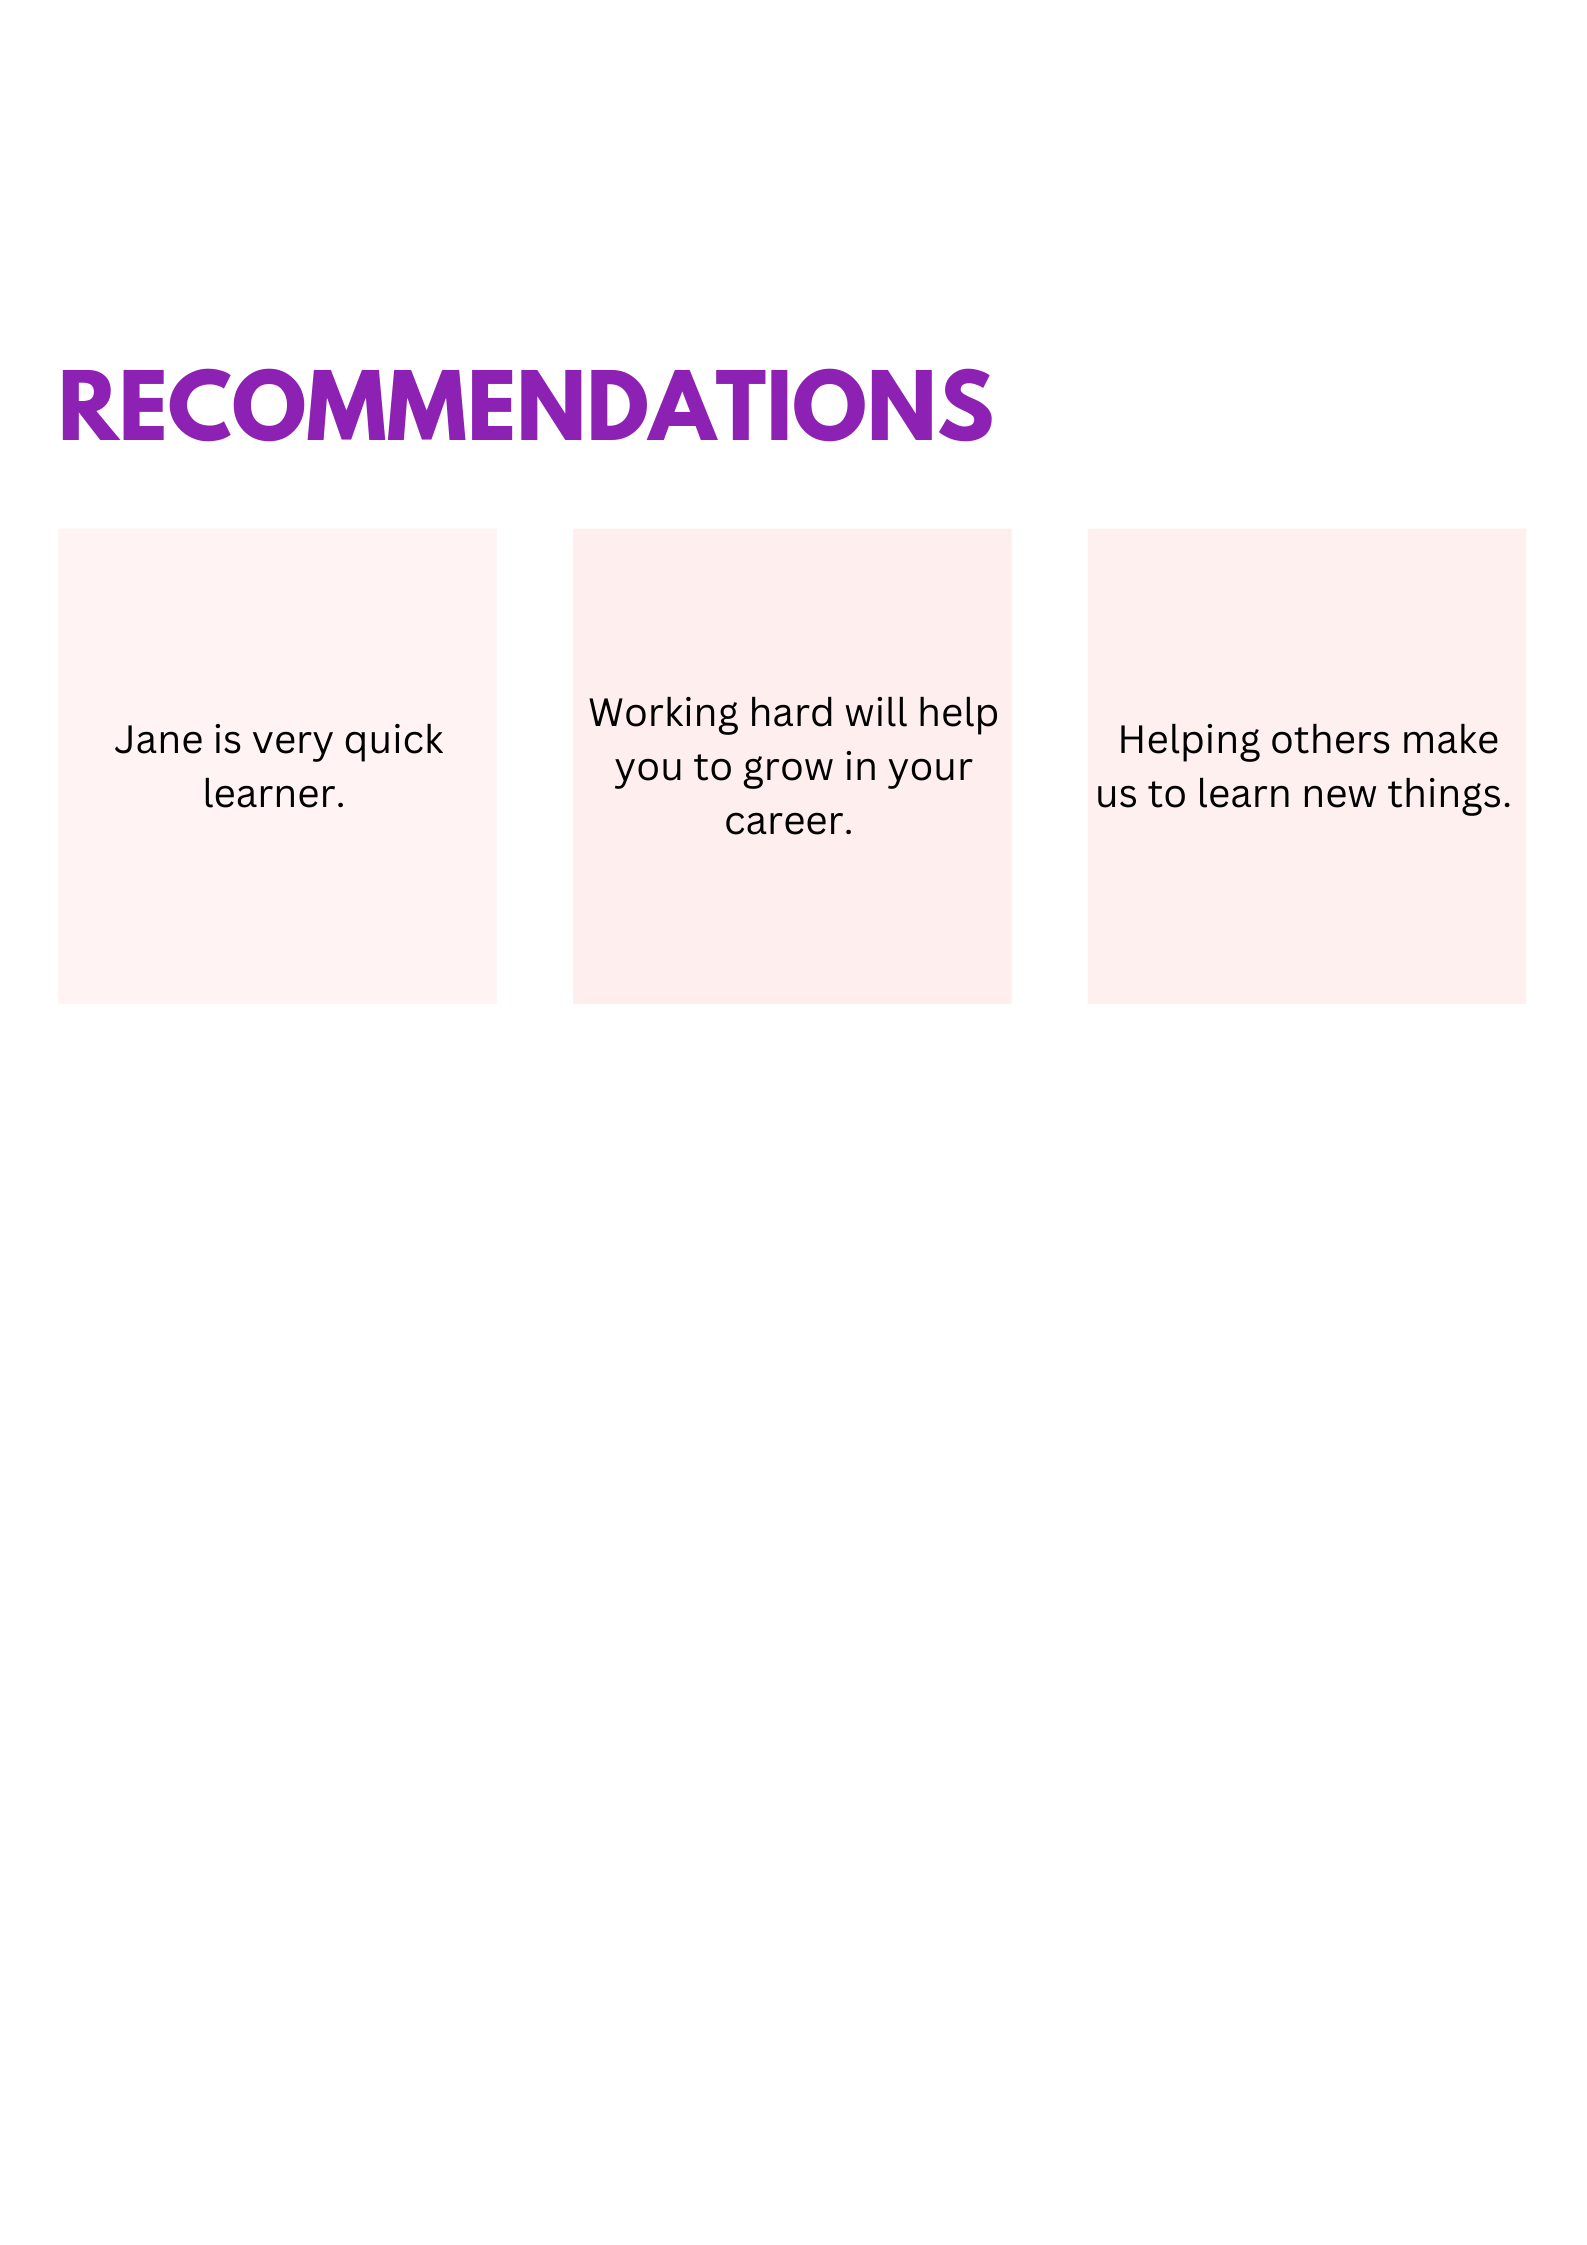 RECOMMENDATIONS
Jane is very quick
learner.
Working hard will help
you to grow in your
career.
Helping others make
us to learn new things.